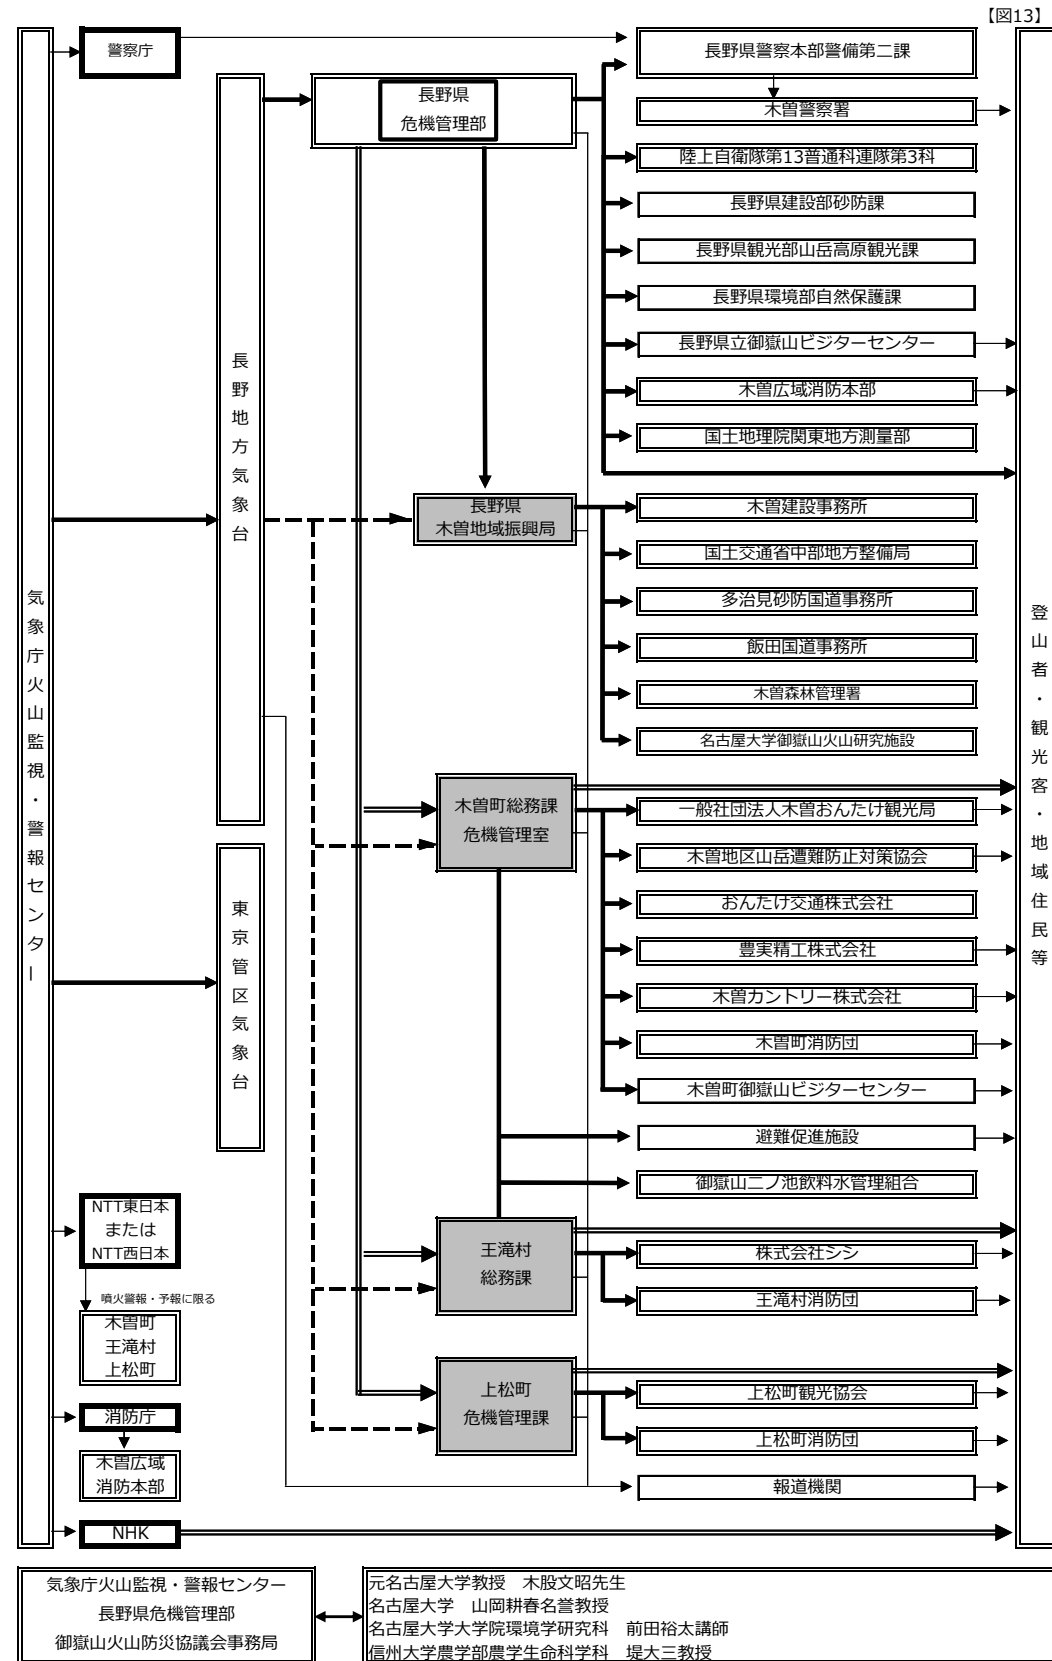 【図13】
警察庁
長野県警察本部警備第二課
長野県
危機管理部
木曽警察署
陸上自衛隊第13普通科連隊第3科
長野県建設部砂防課
長野県観光部山岳高原観光課
長野県環境部自然保護課
長野県立御嶽山ビジターセンター
木曽広域消防本部
国土地理院関東地方測量部
長野地方気象台
長野県
木曽地域振興局
木曽建設事務所
国土交通省中部地方整備局
多治見砂防国道事務所
飯田国道事務所
木曽森林管理署
名古屋大学御嶽山火山研究施設
気象庁火山監視・警報センター
登山者・観光客・地域住民等
木曽町総務課
危機管理室
一般社団法人木曽おんたけ観光局
木曽地区山岳遭難防止対策協会
おんたけ交通株式会社
豊実精工株式会社
木曽カントリー株式会社
木曽町消防団
木曽町御嶽山ビジターセンター
東京管区気象台
避難促進施設
御嶽山二ノ池飲料水管理組合
NTT東日本
または
NTT西日本
王滝村
総務課
株式会社シシ
王滝村消防団
噴火警報・予報に限る
木曽町
王滝村
上松町
上松町
危機管理課
上松町観光協会
上松町消防団
消防庁
木曽広域
消防本部
報道機関
NHK
気象庁火山監視・警報センター
長野県危機管理部
御嶽山火山防災協議会事務局
元名古屋大学教授　木股文昭先生
名古屋大学　山岡耕春名誉教授
名古屋大学大学院環境学研究科　前田裕太講師
信州大学農学部農学生命科学科　堤大三教授